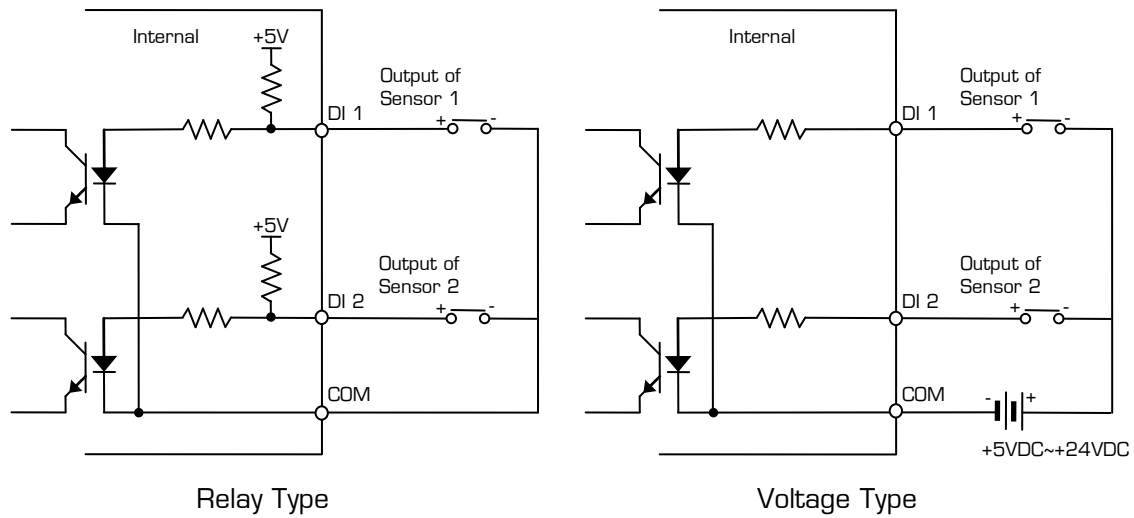 Internal
+5V
DI 1
Output of
Sensor 1
+ -
+5V
DI 2
Output of
Sensor 2
+ -
COM
Relay Type
Internal
DI 1
Output of
Sensor 1
+ -
DI 2
Output of
Sensor 2
+ -
COM
- +
+5VDC~+24VDC
Voltage Type